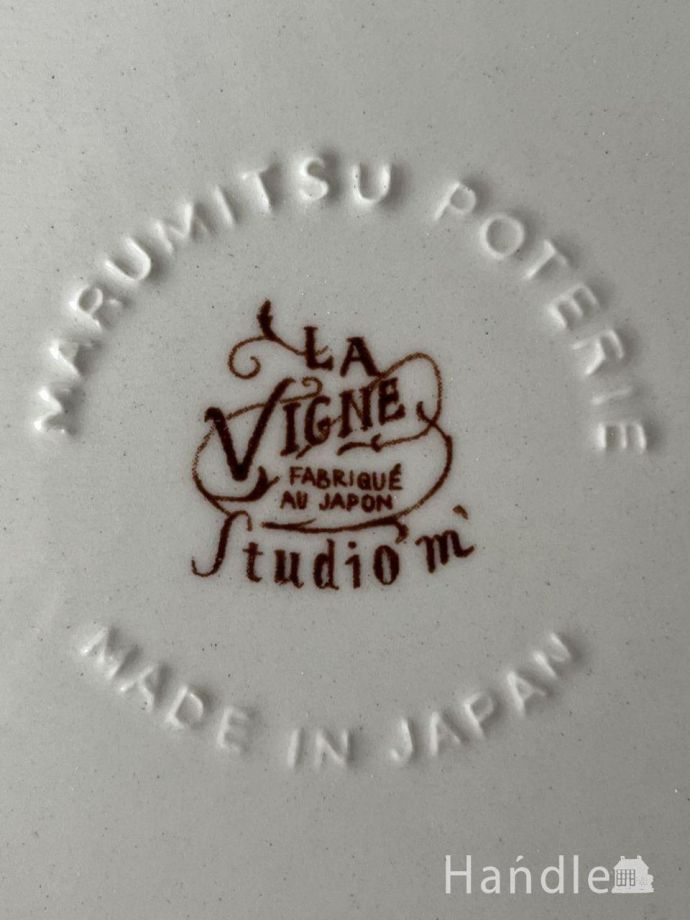 MARUMITSU POTERIE
LA
VIGNE
FABRIQUÉ
AU JAPON
Studio m'
MADE IN JAPAN
Handle